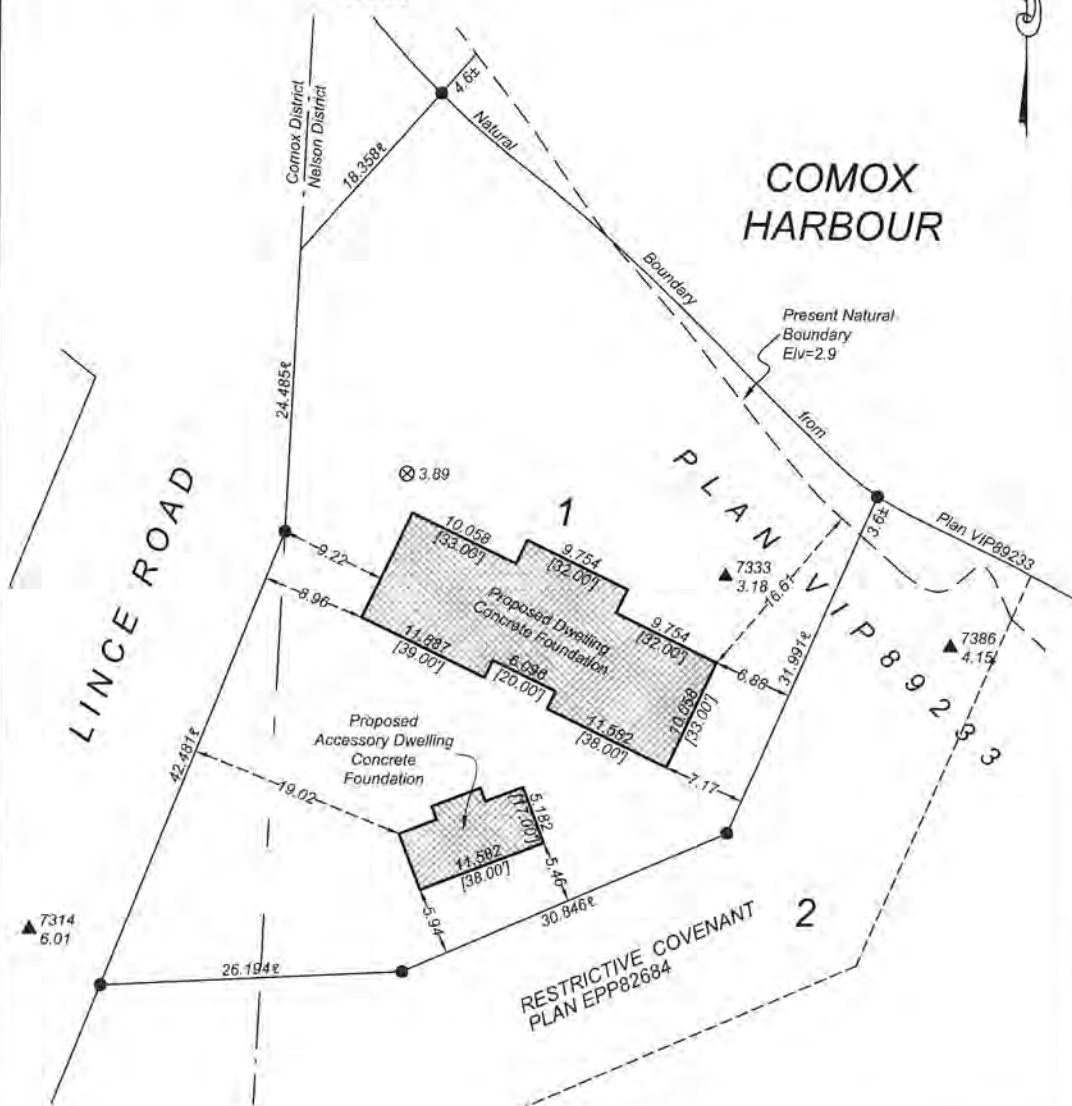 Comox District
Nelson District
4.6±
18.358ℓ
Natural
COMOX
HARBOUR
Boundary
Present Natural
Boundary
Elv=2.9
24.485ℓ
from
LINCE ROAD
3.89
1
PLAN VIP89233
Plan VIP89233
3.6±
10.058
[33.00']
9.754
[32.00']
9.22
7333
3.18
16.67
8.96
Proposed Dwelling
Concrete Foundation
9.754
[32.00']
7386
4.15
11.887
[39.00']
6.096
[20.00']
6.88
31.991ℓ
10.058
[33.00']
11.582
[38.00']
7.17
Proposed
Accessory Dwelling
Concrete
Foundation
42.481ℓ
19.02
5.182
[17.00']
11.582
[38.00']
5.46
5.94
30.846ℓ
2
7314
6.01
26.194ℓ
RESTRICTIVE COVENANT
PLAN EPP82684